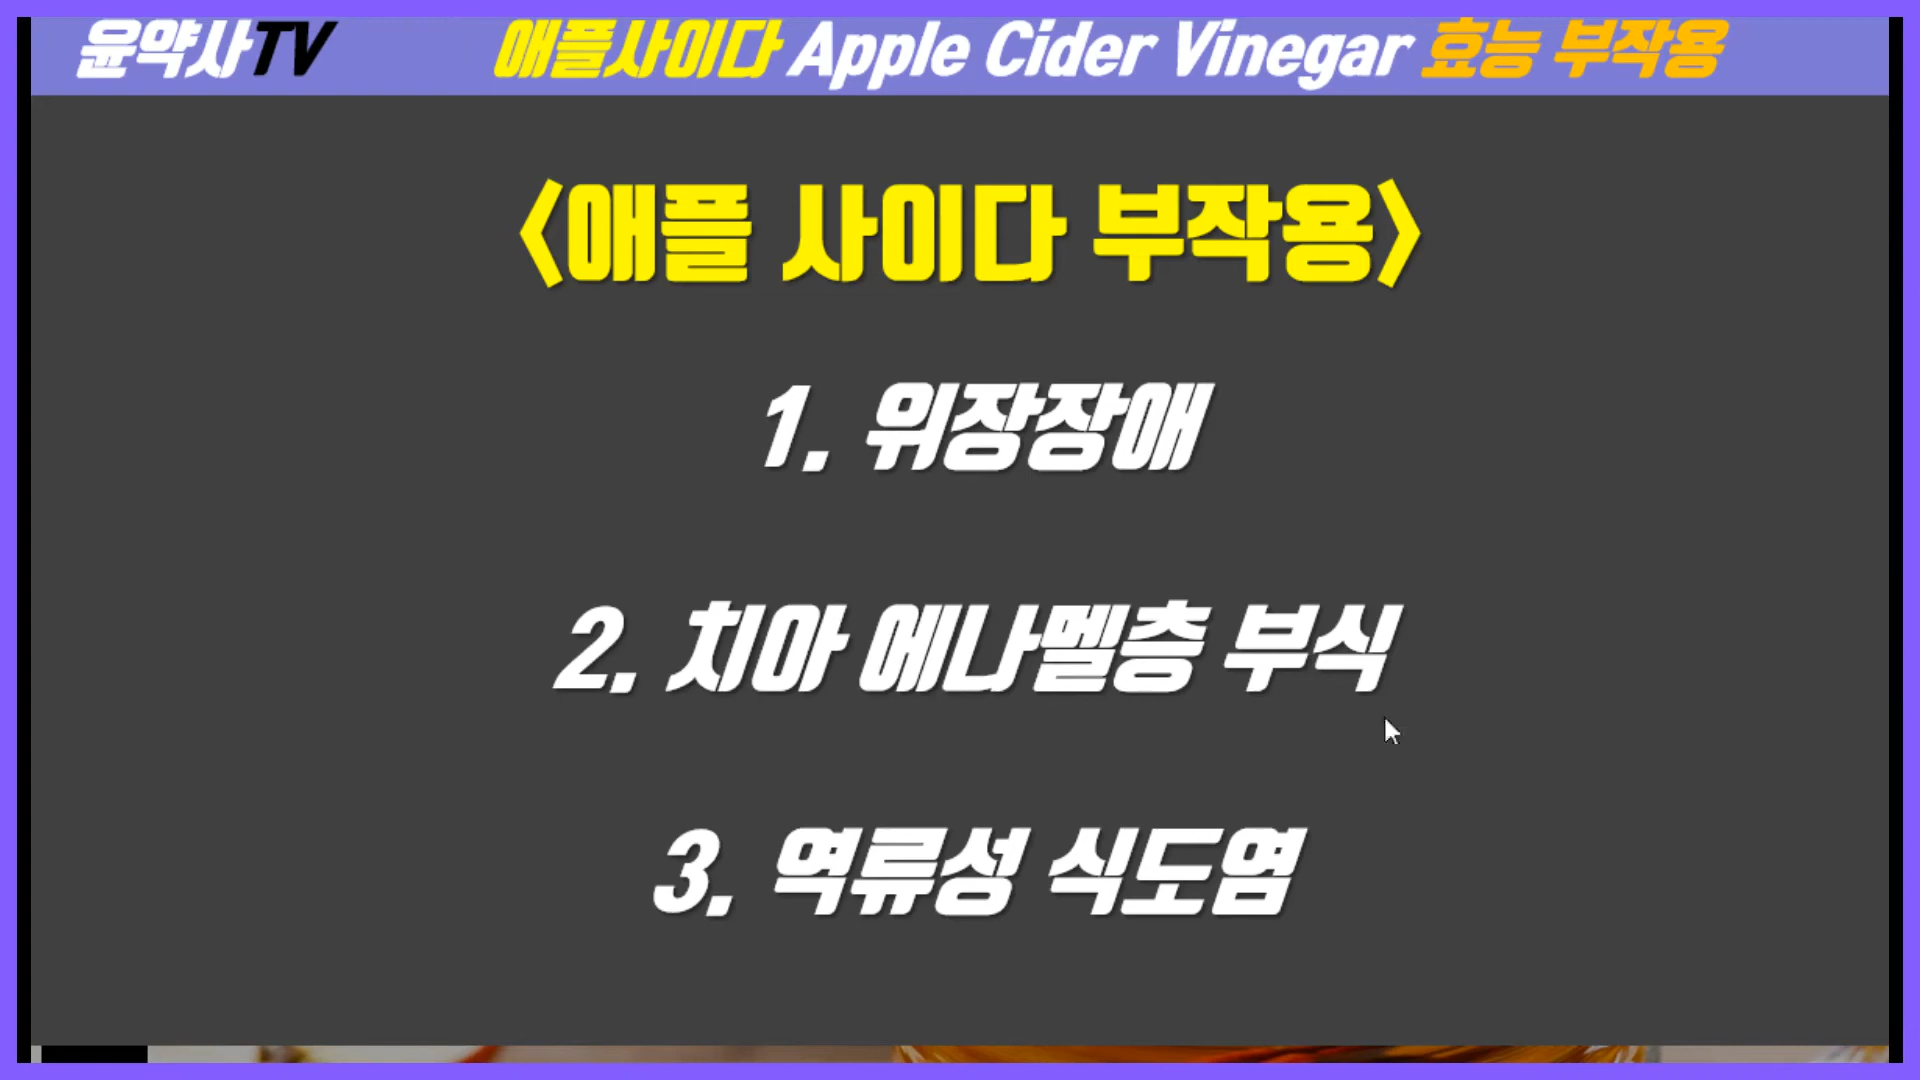 윤약사TV 애플사이다 Apple Cider Vinegar 효능 부작용
<애플 사이다 부작용>
1. 위장장애
2. 치아 에나멜층 부식
3. 역류성 식도염